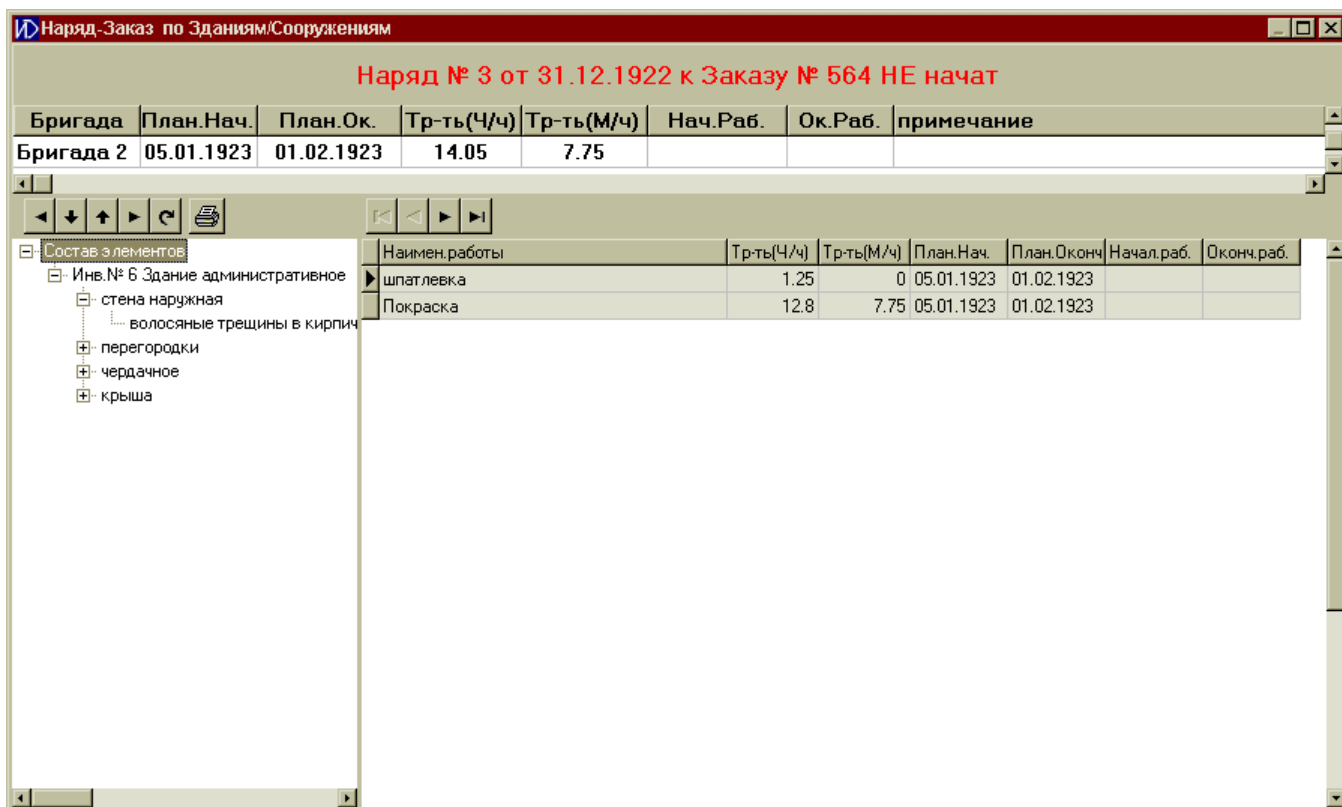 Наряд-Заказ по Зданиям/Сооружениям
Наряд № 3 от 31.12.1922 к Заказу № 564 НЕ начат
Бригада План.Нач. План.Ок. Тр-ть(Ч/ч) Тр-ть(М/ч) Нач.Раб. Ок.Раб. примечание
Бригада 2 05.01.1923 01.02.1923 14.05 7.75
Состав элементов
Инв.№ 6 Здание административное
стена наружная
волосяные трещины в кирпич
перегородки
чердачное
крыша
Наимен.работы Тр-ть(Ч/ч) Тр-ть(М/ч) План.Нач. План.Оконч Начал.раб. Оконч.раб.
шпатлевка 1.25 0 05.01.1923 01.02.1923
Покраска 12.8 7.75 05.01.1923 01.02.1923